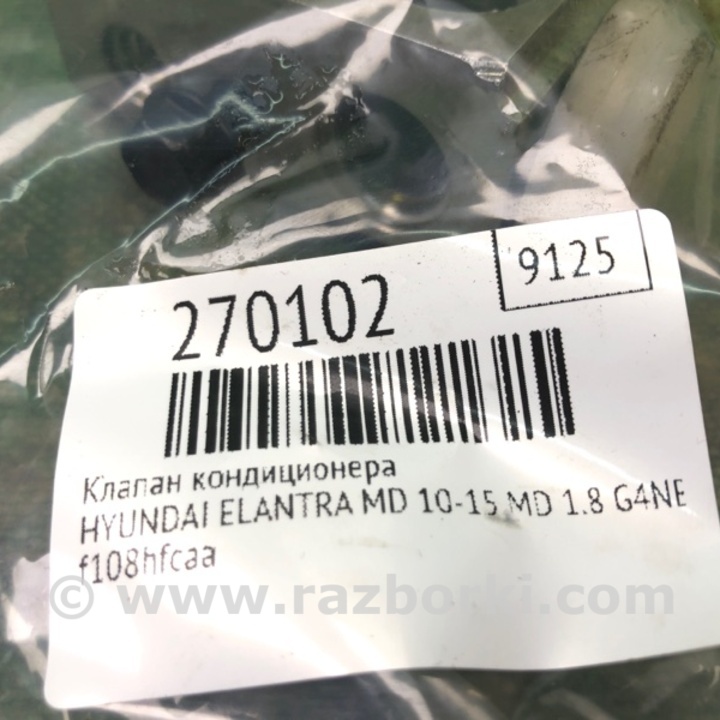 9125
270102
Клапан кондиционера
HYUNDAI ELANTRA MD 10-15 MD 1.8 G4NE
f108hfcaa
© www.razborki.com